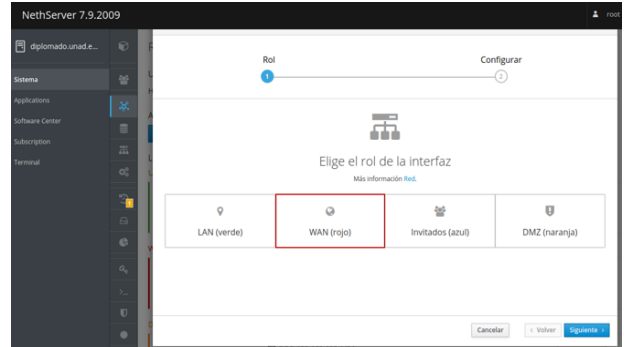 NethServer 7.9.2009
root
diplomado.unad.e...
Sistema
Applications
Software Center
Subscription
Terminal
1
Rol
Configurar
1
2
Elige el rol de la interfaz
Más información Red.
LAN (verde)
WAN (rojo)
Invitados (azul)
DMZ (naranja)
Cancelar
< Volver
Siguiente >